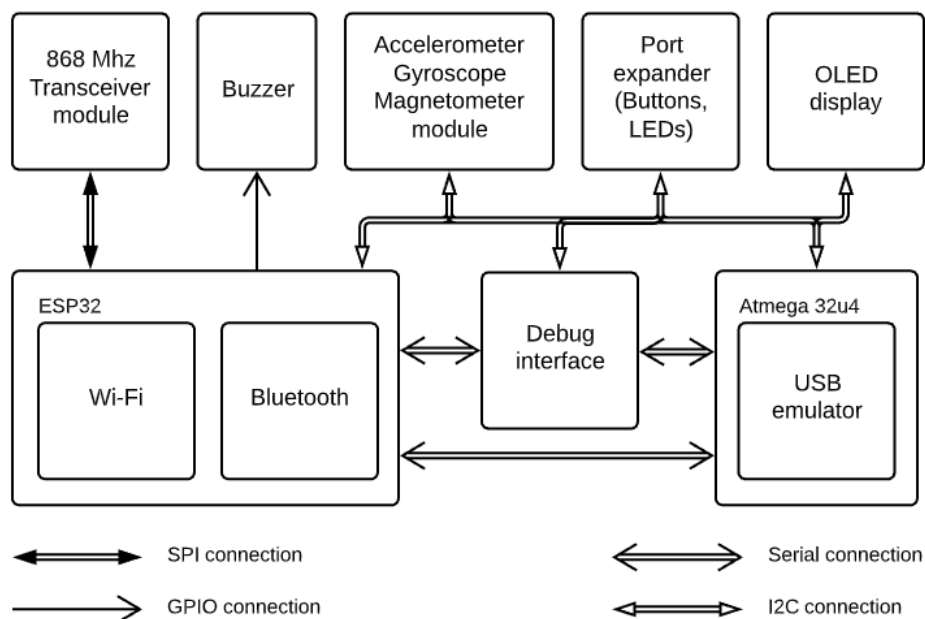 868 Mhz
Transceiver
module
Buzzer
Accelerometer
Gyroscope
Magnetometer
module
Port
expander
(Buttons,
LEDs)
OLED
display
ESP32
Wi-Fi
Bluetooth
Debug
interface
Atmega 32u4
USB
emulator
SPI connection
Serial connection
GPIO connection
I2C connection